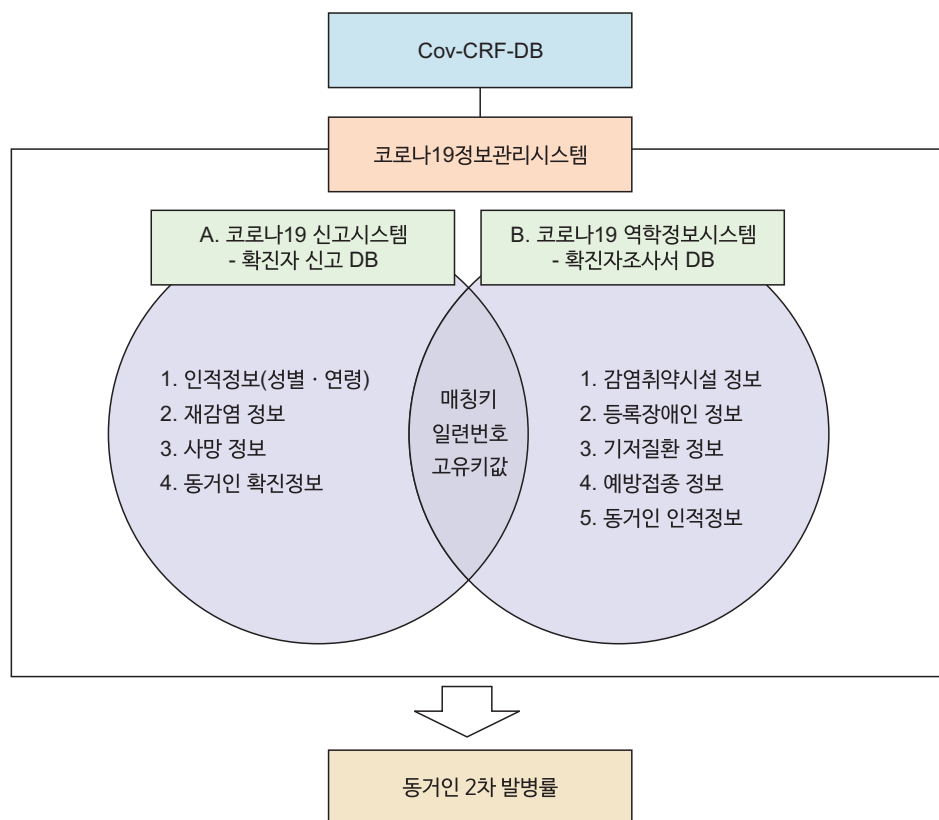 Cov-CRF-DB
코로나19정보관리시스템
A. 코로나19 신고시스템
- 확진자 신고 DB
B. 코로나19 역학정보시스템
- 확진자조사서 DB
1. 인적정보(성별 · 연령)
2. 재감염 정보
3. 사망 정보
4. 동거인 확진정보
매칭키
일련번호
고유키값
1. 감염취약시설 정보
2. 등록장애인 정보
3. 기저질환 정보
4. 예방접종 정보
5. 동거인 인적정보
동거인 2차 발병률